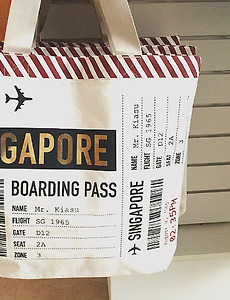 GAPORE
BOARDING PASS
NAME Mr. Kiasu
FLIGHT SG 1965
GATE D12
SEAT 2A
ZONE 3
SINGAPORE
NAME Mr. Kiasu
FLIGHT SG 1965
GATE D12
SEAT 2A
ZONE 3
02:35PM